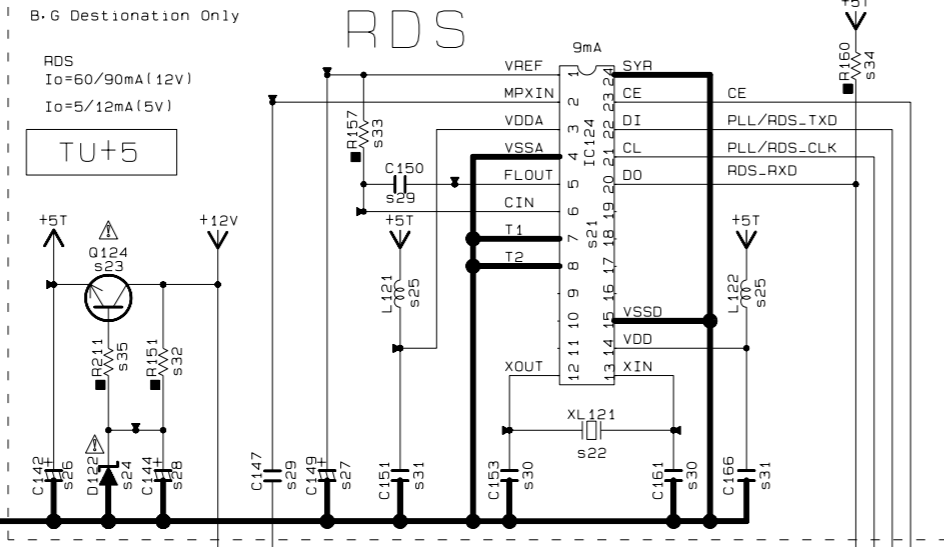 B.G Destionation Only
RDS
+5T
RDS
Io=60/90mA(12V)
Io=5/12mA(5V)
TU+5
9mA
R160
s34
VREF
1
24
SYR
MPXIN
2
23
CE
CE
VDDA
3
22
DI
PLL/RDS_TXD
VSSA
4
21
CL
PLL/RDS_CLK
FLOUT
5
20
DO
RDS_RXD
CIN
6
19
T1
7
18
T2
8
17
9
16
10
15
VSSD
11
14
VDD
XOUT
12
13
XIN
IC124
s21
R157
s33
C150
s29
+5T
+12V
+5T
+5T
Q124
s23
L121
s25
L122
s25
R211
s35
R151
s32
XL121
s22
C142
+
s26
D122
s24
C144
+
s28
C147
s29
C149
+
s27
C151
s31
C153
s30
C161
s30
C166
s31